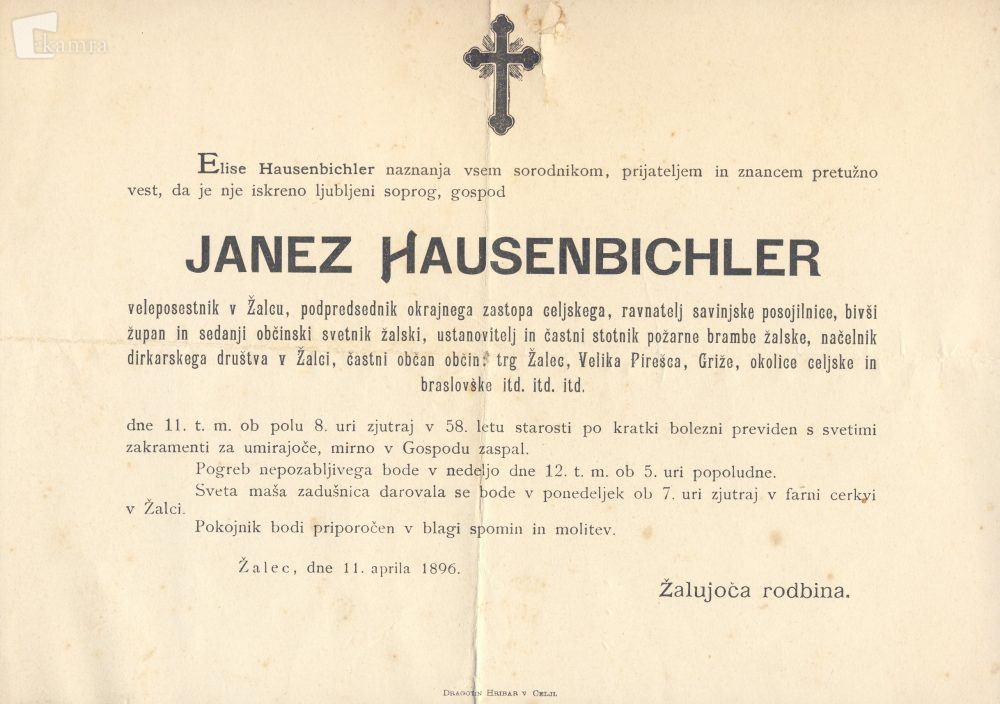 kamra
Elise Hausenbichler naznanja vsem sorodnikom, prijateljem in znancem pretužno
vest, da je nje iskreno ljubljeni soprog, gospod
JANEZ HAUSENBICHLER
veleposestnik v Žalcu, podpredsednik okrajnega zastopa celjskega, ravnatelj savinjske posojilnice, bivši
župan in sedanji občinski svetnik žalski, ustanovitelj in častni stotnik požarne brambe žalske, načelnik
dirkarskega društva v Žalci, častni občan občin: trg Žalec, Velika Pirešca, Griže, okolice celjske in
braslovške itd. itd. itd.
dne 11. t. m. ob polu 8. uri zjutraj v 58. letu starosti po kratki bolezni previden s svetimi
zakramenti za umirajoče, mirno v Gospodu zaspal.
Pogreb nepozabljivega bode v nedeljo dne 12. t. m. ob 5. uri popoludne.
Sveta maša zadušnica darovala se bode v ponedeljek ob 7. uri zjutraj v farni cerkvi
v Žalci.
Pokojnik bodi priporočen v blagi spomin in molitev.
Žalec, dne 11. aprila 1896.
Žalujoča rodbina.
Dragotin Hribar v Celji.